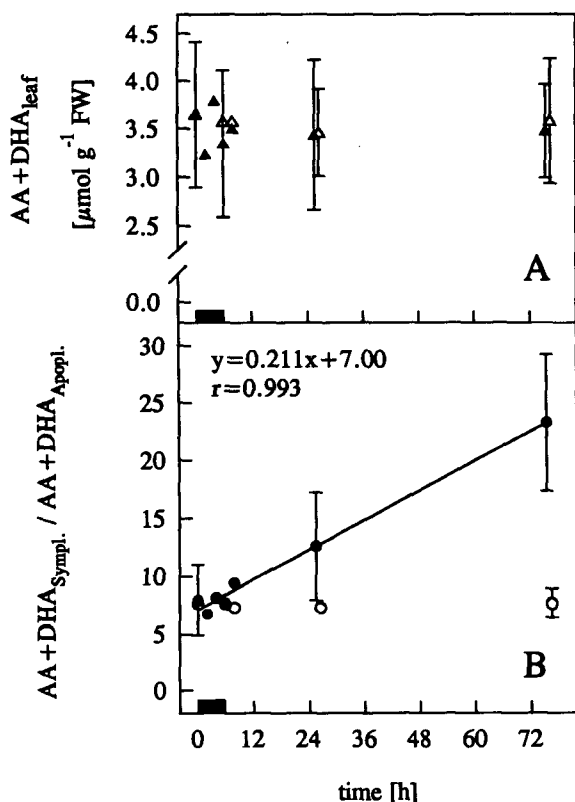 AA+DHA_leaf
[μmol g⁻¹ FW]
4.5
4.0
3.5
3.0
2.5
0.0
A
AA+DHA_Sympl. / AA+DHA_Apopl.
30
25
20
15
10
5
0
y=0.211x+7.00
r=0.993
B
0 12 24 36 48 60 72
time [h]